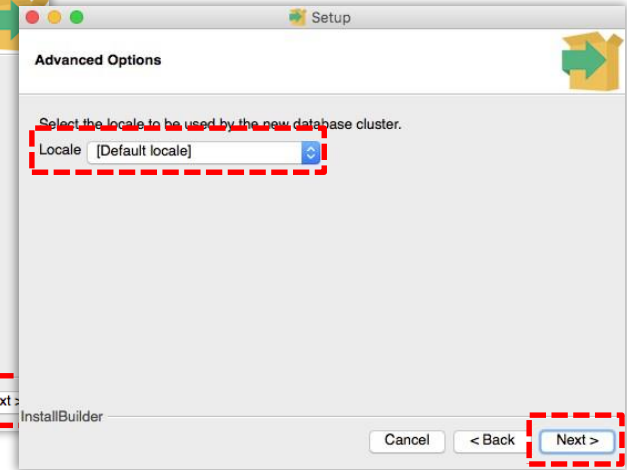 Setup
Advanced Options
Select the locale to be used by the new database cluster.
Locale [Default locale]
xt >
InstallBuilder
Cancel < Back Next >